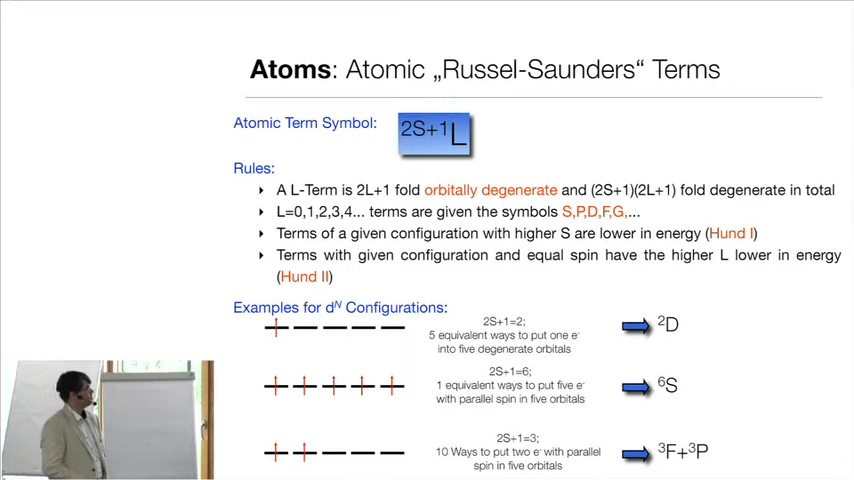 Atoms: Atomic „Russel-Saunders“ Terms
Atomic Term Symbol:
2S+1L
Rules:
A L-Term is 2L+1 fold orbitally degenerate and (2S+1)(2L+1) fold degenerate in total
L=0,1,2,3,4... terms are given the symbols S,P,D,F,G,...
Terms of a given configuration with higher S are lower in energy (Hund I)
Terms with given configuration and equal spin have the higher L lower in energy
(Hund II)
Examples for dN Configurations:
2S+1=2;
5 equivalent ways to put one e-
into five degenerate orbitals
2D
2S+1=6;
1 equivalent ways to put five e-
with parallel spin in five orbitals
6S
2S+1=3;
10 Ways to put two e- with parallel
spin in five orbitals
3F+3P